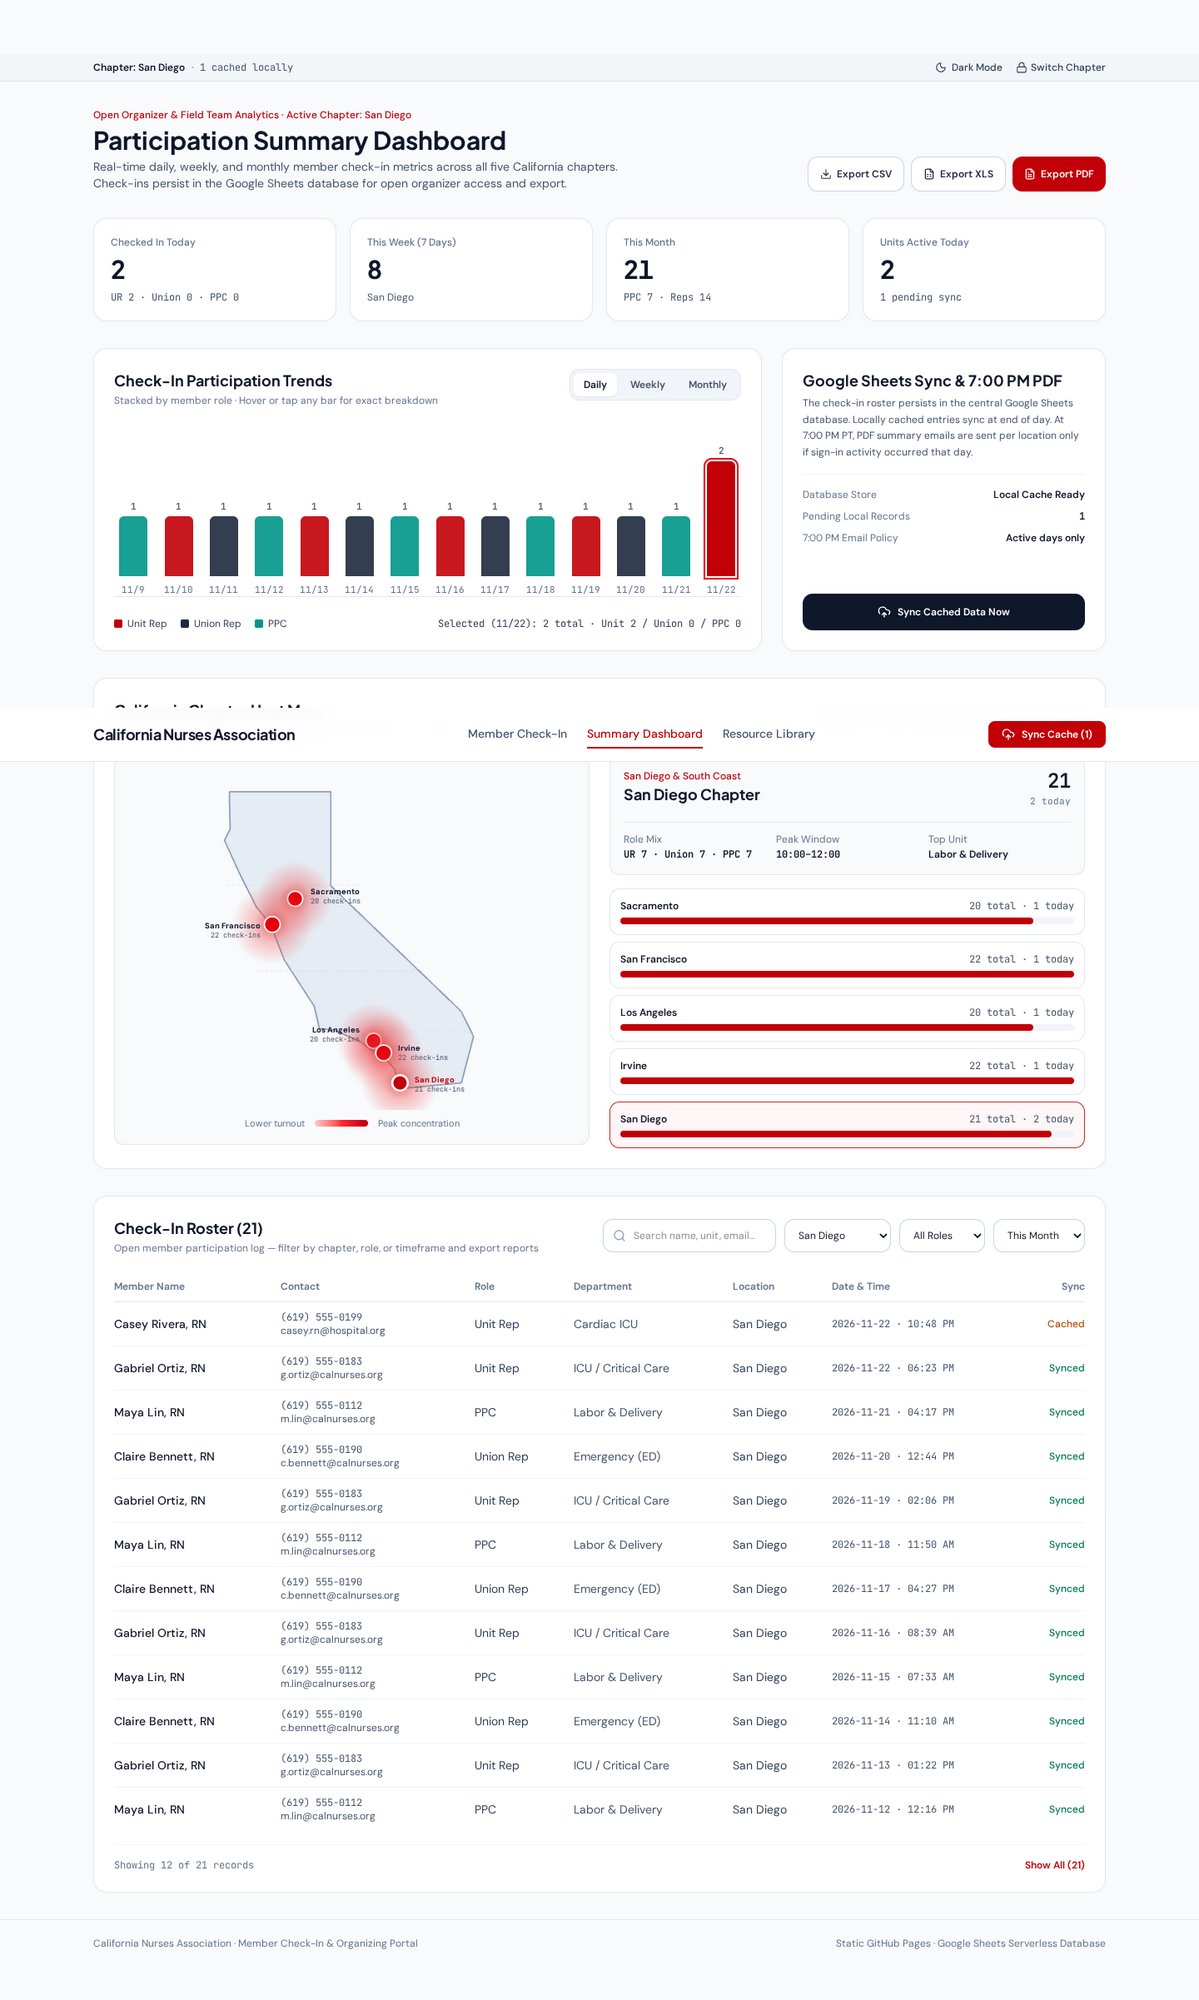 Chapter: San Diego · 1 cached locally
Dark Mode
Switch Chapter
Open Organizer & Field Team Analytics · Active Chapter: San Diego
Participation Summary Dashboard
Real-time daily, weekly, and monthly member check-in metrics across all five California chapters.
Check-ins persist in the Google Sheets database for open organizer access and export.
Export CSV
Export XLS
Export PDF
Checked In Today
2
UR 2 · Union 0 · PPC 0
This Week (7 Days)
8
San Diego
This Month
21
PPC 7 · Reps 14
Units Active Today
2
1 pending sync
Check-In Participation Trends
Stacked by member role · Hover or tap any bar for exact breakdown
Daily Weekly Monthly
1 1 1 1 1 1 1 1 1 1 1 1 1 2
11/9 11/10 11/11 11/12 11/13 11/14 11/15 11/16 11/17 11/18 11/19 11/20 11/21 11/22
Unit Rep Union Rep PPC
Selected (11/22): 2 total · Unit 2 / Union 0 / PPC 0
Google Sheets Sync & 7:00 PM PDF
The check-in roster persists in the central Google Sheets
database. Locally cached entries sync at end of day. At
7:00 PM PT, PDF summary emails are sent per location only
if sign-in activity occurred that day.
Database Store Local Cache Ready
Pending Local Records 1
7:00 PM Email Policy Active days only
Sync Cached Data Now
California Nurses Association
Member Check-In
Summary Dashboard
Resource Library
Sync Cache (1)
Sacramento
20 check-ins
San Francisco
22 check-ins
Los Angeles
20 check-ins
Irvine
22 check-ins
San Diego
21 check-ins
Lower turnout
Peak concentration
San Diego & South Coast
San Diego Chapter
21
2 today
Role Mix Peak Window Top Unit
UR 7 · Union 7 · PPC 7 10:00–12:00 Labor & Delivery
Sacramento 20 total · 1 today
San Francisco 22 total · 1 today
Los Angeles 20 total · 1 today
Irvine 22 total · 1 today
San Diego 21 total · 2 today
Check-In Roster (21)
Open member participation log — filter by chapter, role, or timeframe and export reports
Search name, unit, email...
San Diego
All Roles
This Month
Member Name Contact Role Department Location Date & Time Sync
Casey Rivera, RN (619) 555-0199 casey.rn@hospital.org Unit Rep Cardiac ICU San Diego 2026-11-22 · 10:48 PM Cached
Gabriel Ortiz, RN (619) 555-0183 g.ortiz@calnurses.org Unit Rep ICU / Critical Care San Diego 2026-11-22 · 06:23 PM Synced
Maya Lin, RN (619) 555-0112 m.lin@calnurses.org PPC Labor & Delivery San Diego 2026-11-21 · 04:17 PM Synced
Claire Bennett, RN (619) 555-0190 c.bennett@calnurses.org Union Rep Emergency (ED) San Diego 2026-11-20 · 12:44 PM Synced
Gabriel Ortiz, RN (619) 555-0183 g.ortiz@calnurses.org Unit Rep ICU / Critical Care San Diego 2026-11-19 · 02:06 PM Synced
Maya Lin, RN (619) 555-0112 m.lin@calnurses.org PPC Labor & Delivery San Diego 2026-11-18 · 11:50 AM Synced
Claire Bennett, RN (619) 555-0190 c.bennett@calnurses.org Union Rep Emergency (ED) San Diego 2026-11-17 · 04:27 PM Synced
Gabriel Ortiz, RN (619) 555-0183 g.ortiz@calnurses.org Unit Rep ICU / Critical Care San Diego 2026-11-16 · 08:39 AM Synced
Maya Lin, RN (619) 555-0112 m.lin@calnurses.org PPC Labor & Delivery San Diego 2026-11-15 · 07:33 AM Synced
Claire Bennett, RN (619) 555-0190 c.bennett@calnurses.org Union Rep Emergency (ED) San Diego 2026-11-14 · 11:10 AM Synced
Gabriel Ortiz, RN (619) 555-0183 g.ortiz@calnurses.org Unit Rep ICU / Critical Care San Diego 2026-11-13 · 01:22 PM Synced
Maya Lin, RN (619) 555-0112 m.lin@calnurses.org PPC Labor & Delivery San Diego 2026-11-12 · 12:16 PM Synced
Showing 12 of 21 records
Show All (21)
California Nurses Association · Member Check-In & Organizing Portal
Static GitHub Pages · Google Sheets Serverless Database